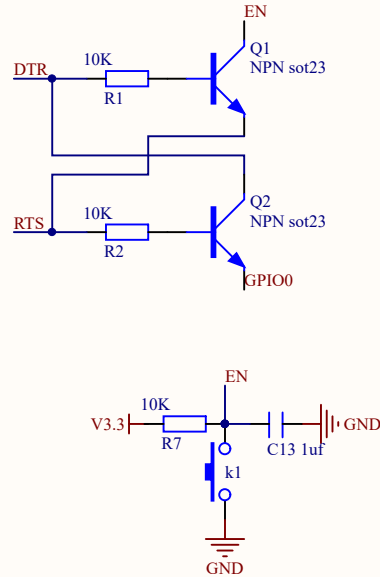 EN
Q1
NPN sot23
10K
DTR
R1
Q2
NPN sot23
10K
RTS
R2
GPIO0
EN
10K
V3.3
R7
C13 1uf
GND
k1
GND